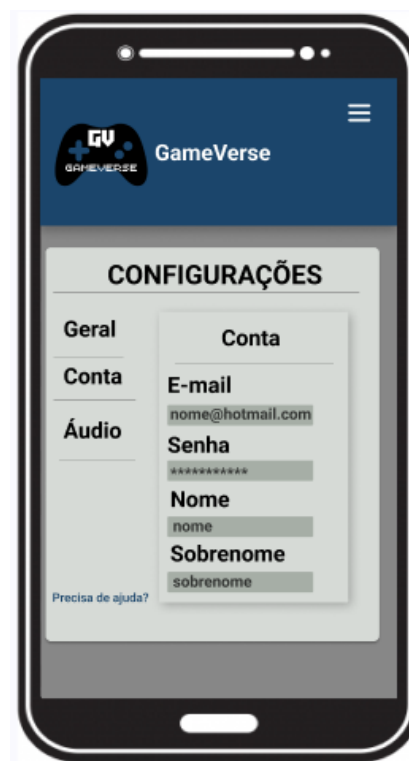 GV
GAMEVERSE
GameVerse
CONFIGURAÇÕES
Geral
Conta
Áudio
Precisa de ajuda?
Conta
E-mail
nome@hotmail.com
Senha
***********
Nome
nome
Sobrenome
sobrenome